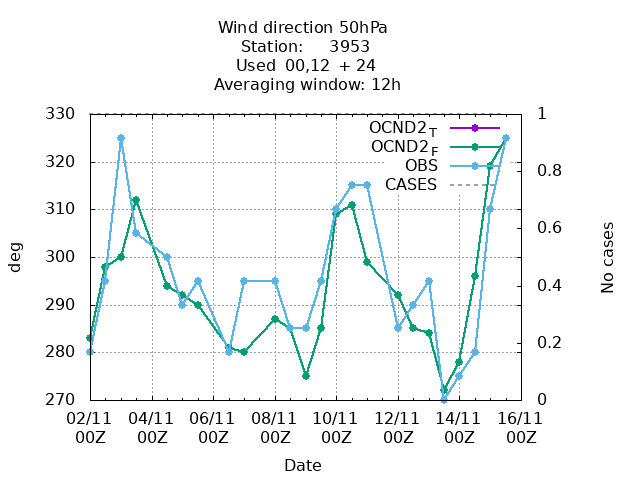 Wind direction 50hPa
Station: 3953
Used 00,12 + 24
Averaging window: 12h
330 1
OCND2T
OCND2F
OBS
CASES
320 0.8
310 0.6
300
290 0.4
280 0.2
270 0
deg
No cases
02/11 04/11 06/11 08/11 10/11 12/11 14/11 16/11
00Z 00Z 00Z 00Z 00Z 00Z 00Z 00Z
Date